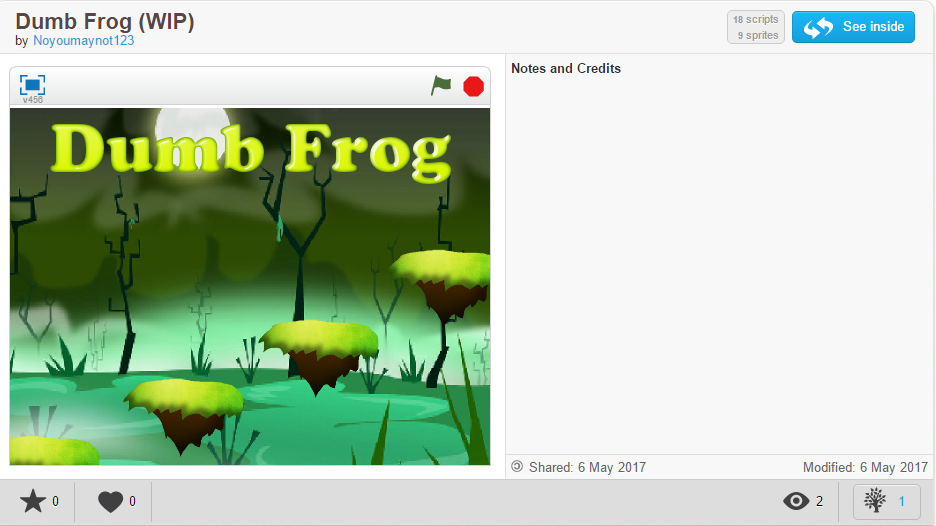 Dumb Frog (WIP)
by Noyoumaynot123
18 scripts
9 sprites
See inside
v456
Dumb Frog
Notes and Credits
Shared: 6 May 2017
Modified: 6 May 2017
0
0
2
1